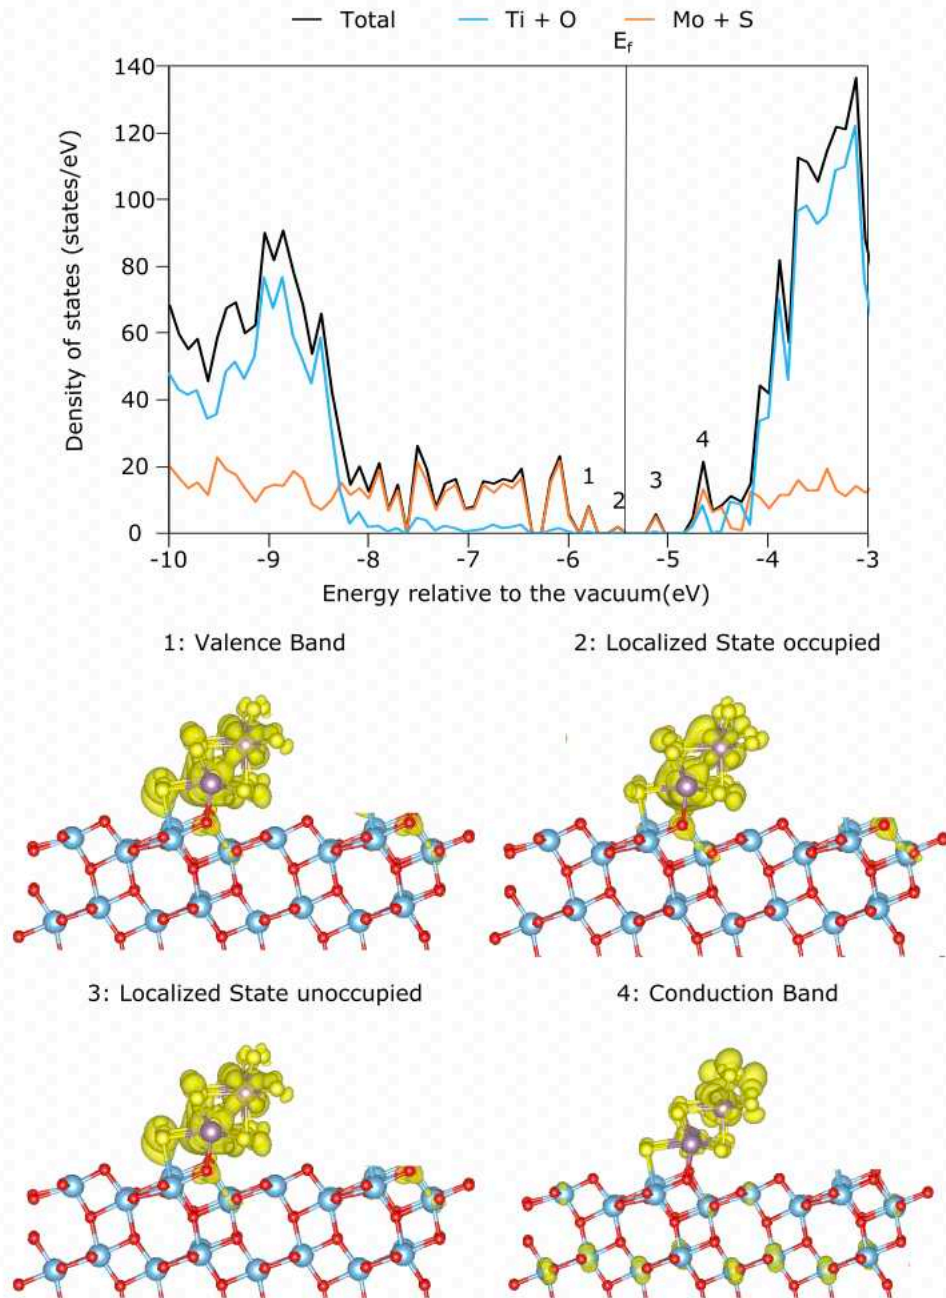 Total Ti + O Mo + S
E_f
140
120
100
80
60
40
20
0
Density of states (states/eV)
1 2 3 4
-10 -9 -8 -7 -6 -5 -4 -3
Energy relative to the vacuum(eV)
1: Valence Band 2: Localized State occupied
3: Localized State unoccupied 4: Conduction Band